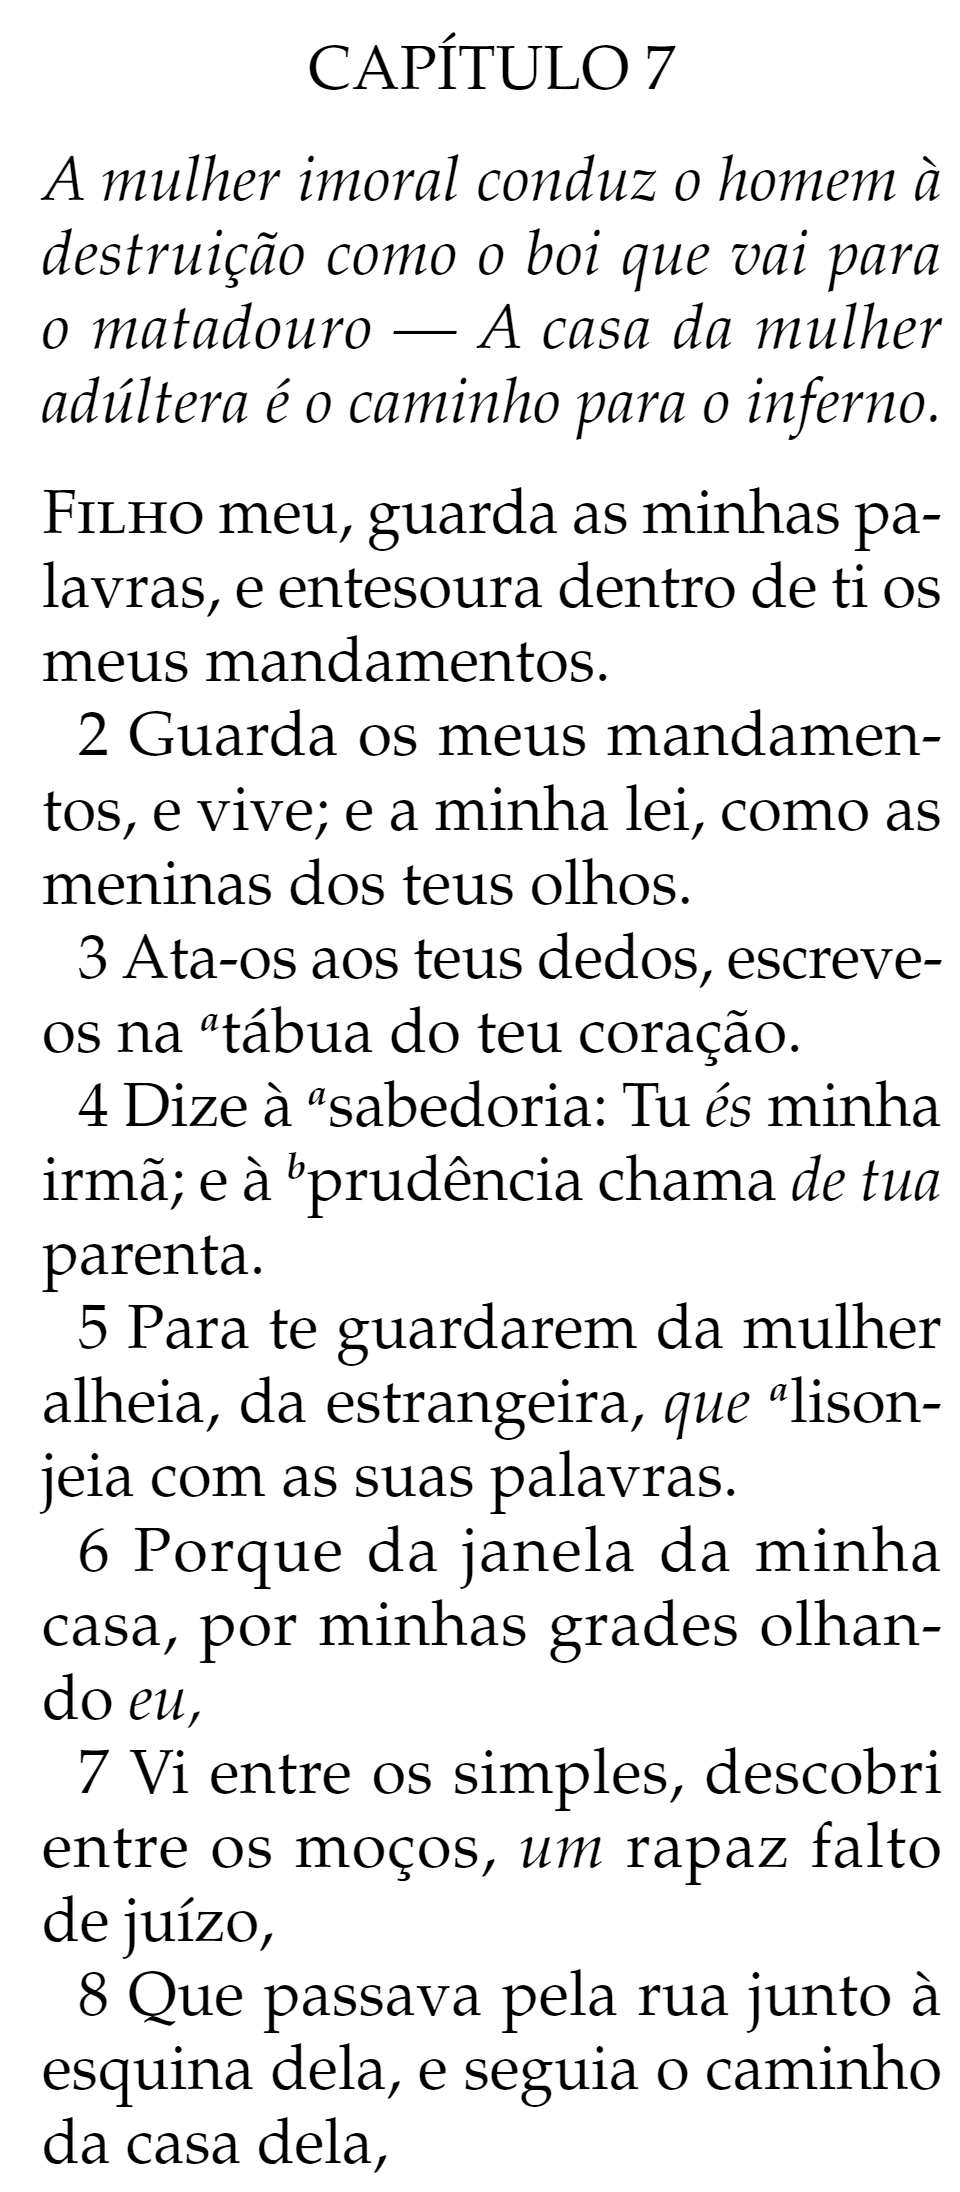 CAPÍTULO 7
A mulher imoral conduz o homem à
destruição como o boi que vai para
o matadouro — A casa da mulher
adúltera é o caminho para o inferno.
FILHO meu, guarda as minhas pa-
lavras, e entesoura dentro de ti os
meus mandamentos.
2 Guarda os meus mandamen-
tos, e vive; e a minha lei, como as
meninas dos teus olhos.
3 Ata-os aos teus dedos, escreve-
os na ᵃtábua do teu coração.
4 Dize à ᵃsabedoria: Tu és minha
irmã; e à ᵇprudência chama de tua
parenta.
5 Para te guardarem da mulher
alheia, da estrangeira, que ᵃlison-
jeia com as suas palavras.
6 Porque da janela da minha
casa, por minhas grades olhan-
do eu,
7 Vi entre os simples, descobri
entre os moços, um rapaz falto
de juízo,
8 Que passava pela rua junto à
esquina dela, e seguia o caminho
da casa dela,